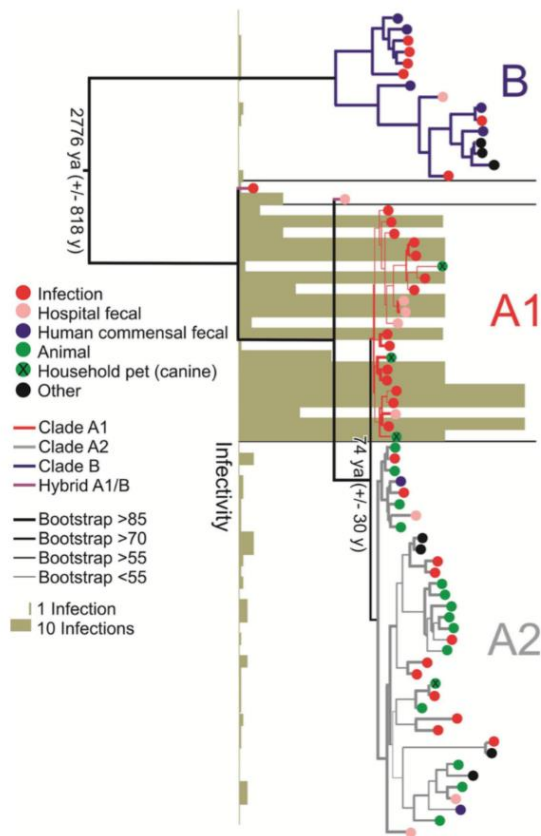 B
2776 ya (+/- 818 y)
Infection
Hospital fecal
Human commensal fecal
Animal
X Household pet (canine)
Other
Clade A1
Clade A2
Clade B
Hybrid A1/B
Bootstrap >85
Bootstrap >70
Bootstrap >55
Bootstrap <55
1 Infection
10 Infections
Infectivity
X
A1
X
X
74 ya (+/- 30 y)
A2
X